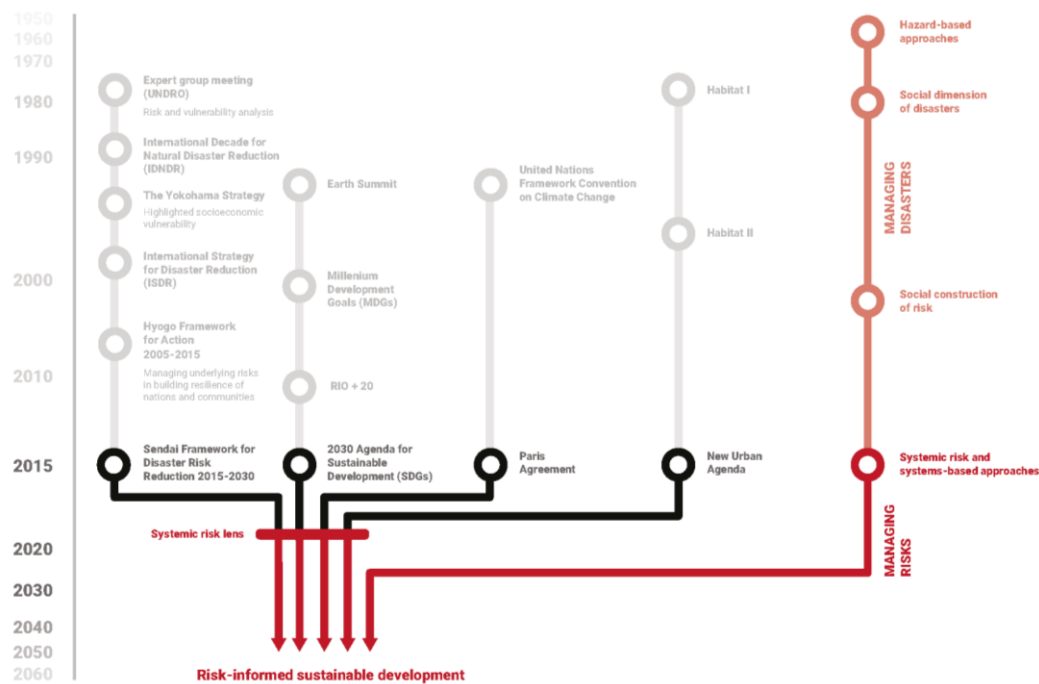 1950
1960
1970
1980
1990
2000
2010
2015
2020
2030
2040
2050
2060
Expert group meeting
(UNDRO)
Risk and vulnerability analysis
International Decade for
Natural Disaster Reduction
(IDNDR)
The Yokohama Strategy
Highlighted socioeconomic
vulnerability
International Strategy
for Disaster Reduction
(ISDR)
Hyogo Framework
for Action
2005-2015
Managing underlying risks
in building resilience of
nations and communities
Sendai Framework for
Disaster Risk
Reduction 2015-2030
Earth Summit
Millenium
Development
Goals (MDGs)
RIO + 20
2030 Agenda for
Sustainable
Development (SDGs)
United Nations
Framework Convention
on Climate Change
Paris
Agreement
Habitat I
Habitat II
New Urban
Agenda
Hazard-based
approaches
Social dimension
of disasters
MANAGING
DISASTERS
Social construction
of risk
Systemic risk and
systems-based approaches
MANAGING
RISKS
Systemic risk lens
Risk-informed sustainable development